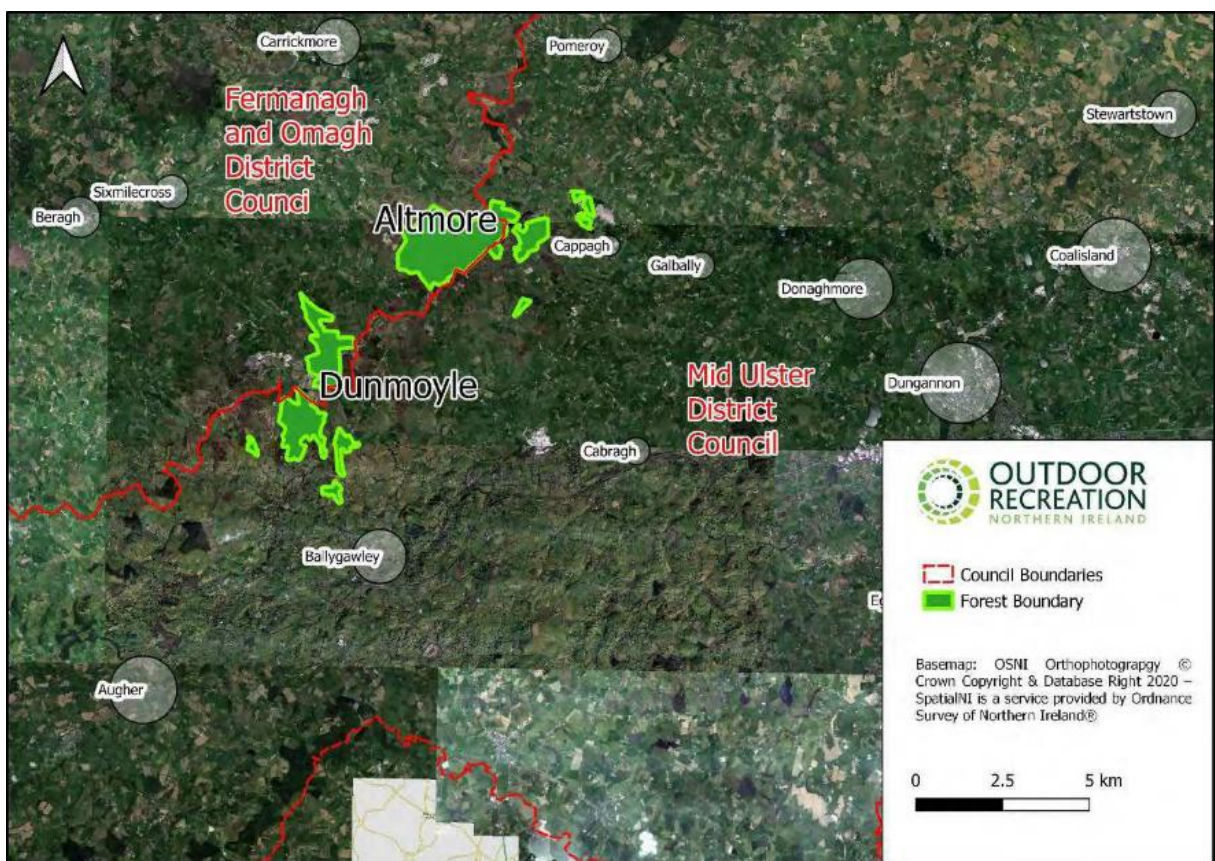 Carrickmore
Pomeroy
Fermanagh
and Omagh
District
Counci
Stewartstown
Sixmilecross
Beragh
Altmore
Cappagh
Galbally
Coalisland
Donaghmore
Dunmoyle
Mid Ulster
District
Council
Dungannon
Cabragh
Ballygawley
Augher
OUTDOOR
RECREATION
NORTHERN IRELAND
Council Boundaries
Forest Boundary
Basemap: OSNI Orthophotograpgy ©
Crown Copyright & Database Right 2020 –
SpatialNI is a service provided by Ordnance
Survey of Northern Ireland®
0 2.5 5 km